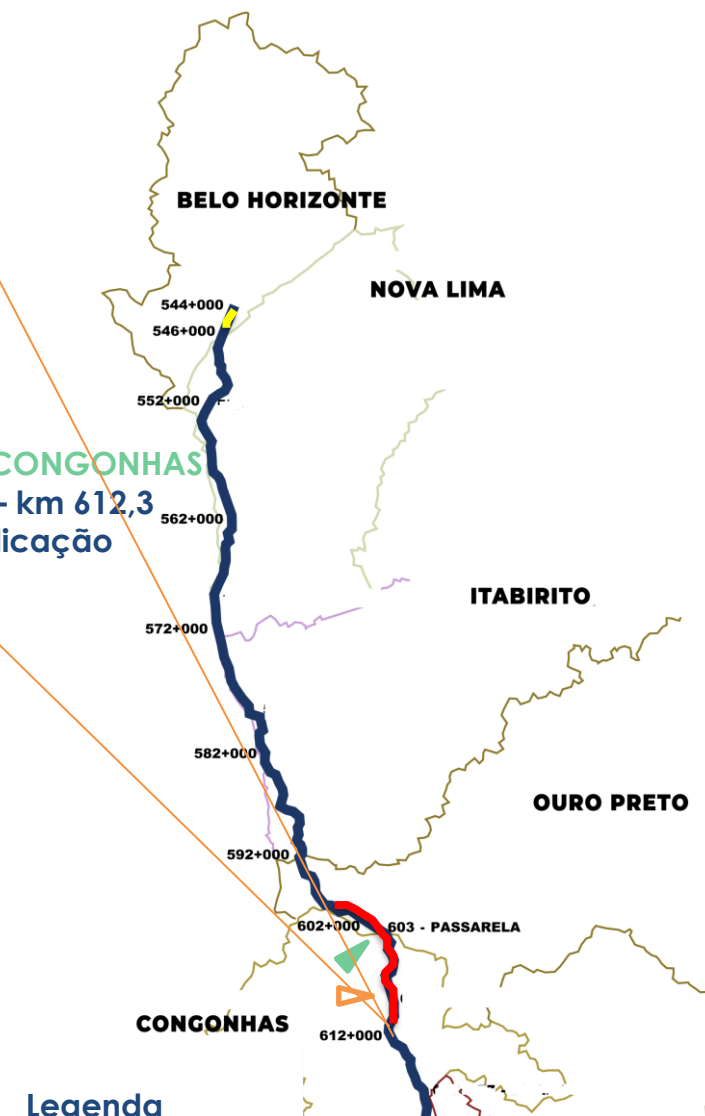 BELO HORIZONTE
NOVA LIMA
544+000
546+000
552+000
CONGONHAS
- km 612,3
562+000
ITABIRITO
572+000
582+000
OURO PRETO
592+000
602+000
603 - PASSARELA
CONGONHAS
612+000
Legenda